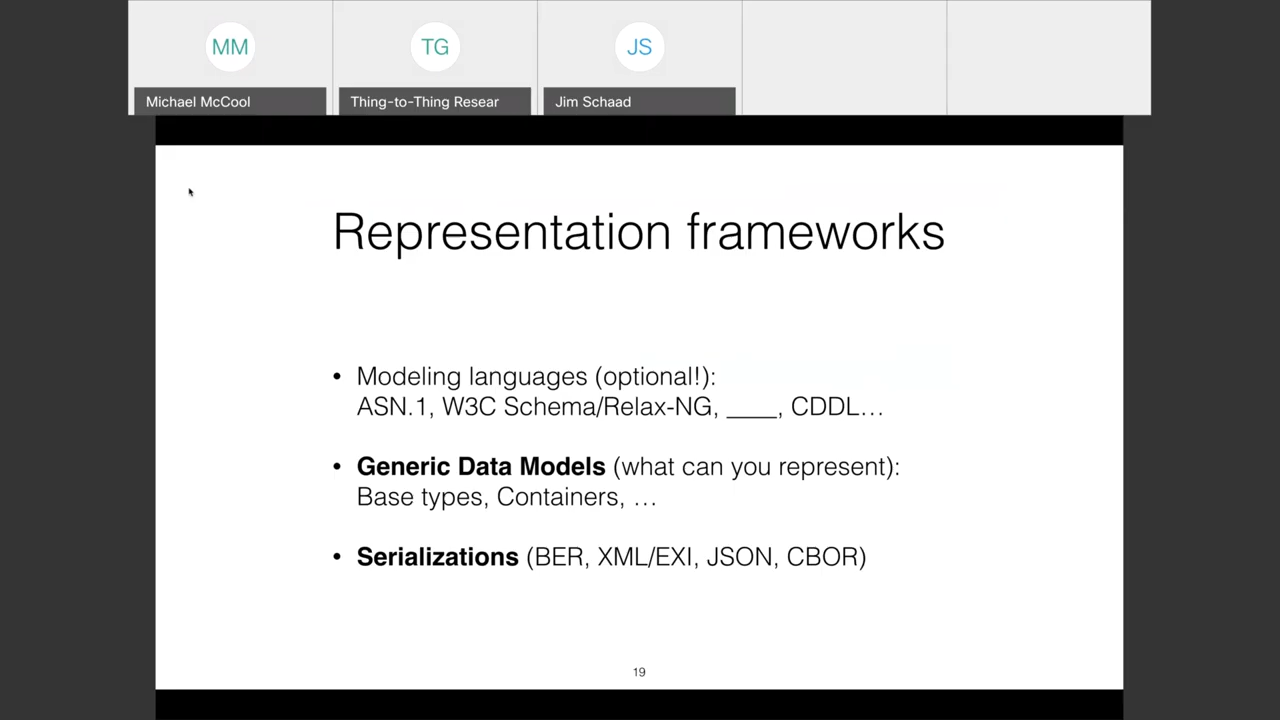 MM
TG
JS
Michael McCool
Thing-to-Thing Resear
Jim Schaad
Representation frameworks
• Modeling languages (optional!):
ASN.1, W3C Schema/Relax-NG, ____, CDDL…
• Generic Data Models (what can you represent):
Base types, Containers, …
• Serializations (BER, XML/EXI, JSON, CBOR)
19